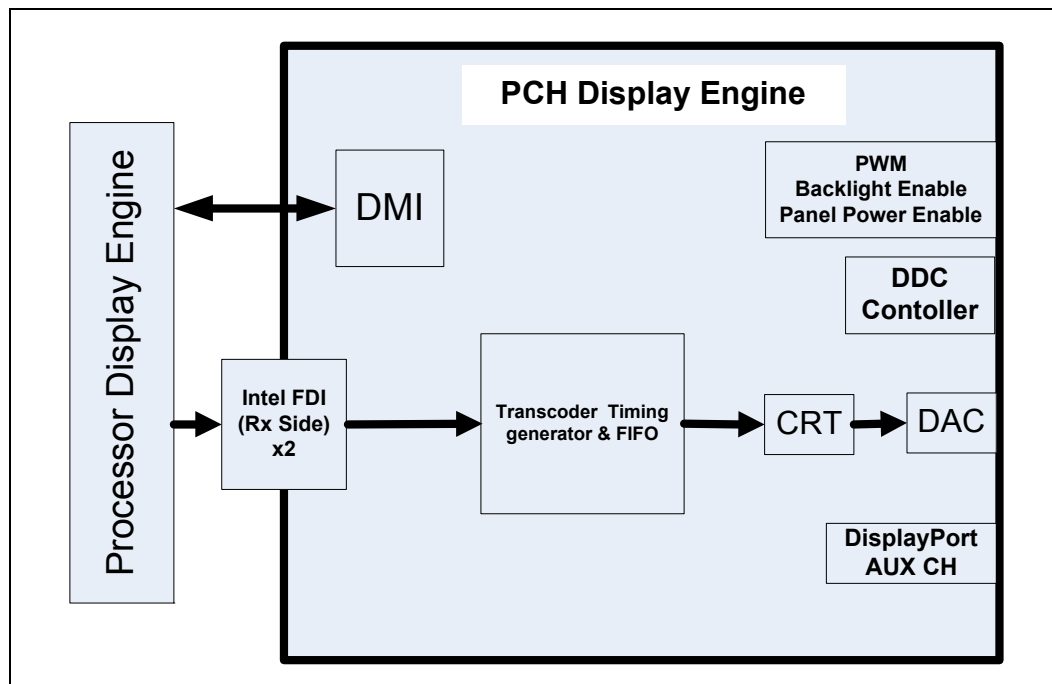 PCH Display Engine
Processor Display Engine
DMI
PWM
Backlight Enable
Panel Power Enable
DDC
Contoller
Intel FDI
(Rx Side)
x2
Transcoder Timing
generator & FIFO
CRT
DAC
DisplayPort
AUX CH